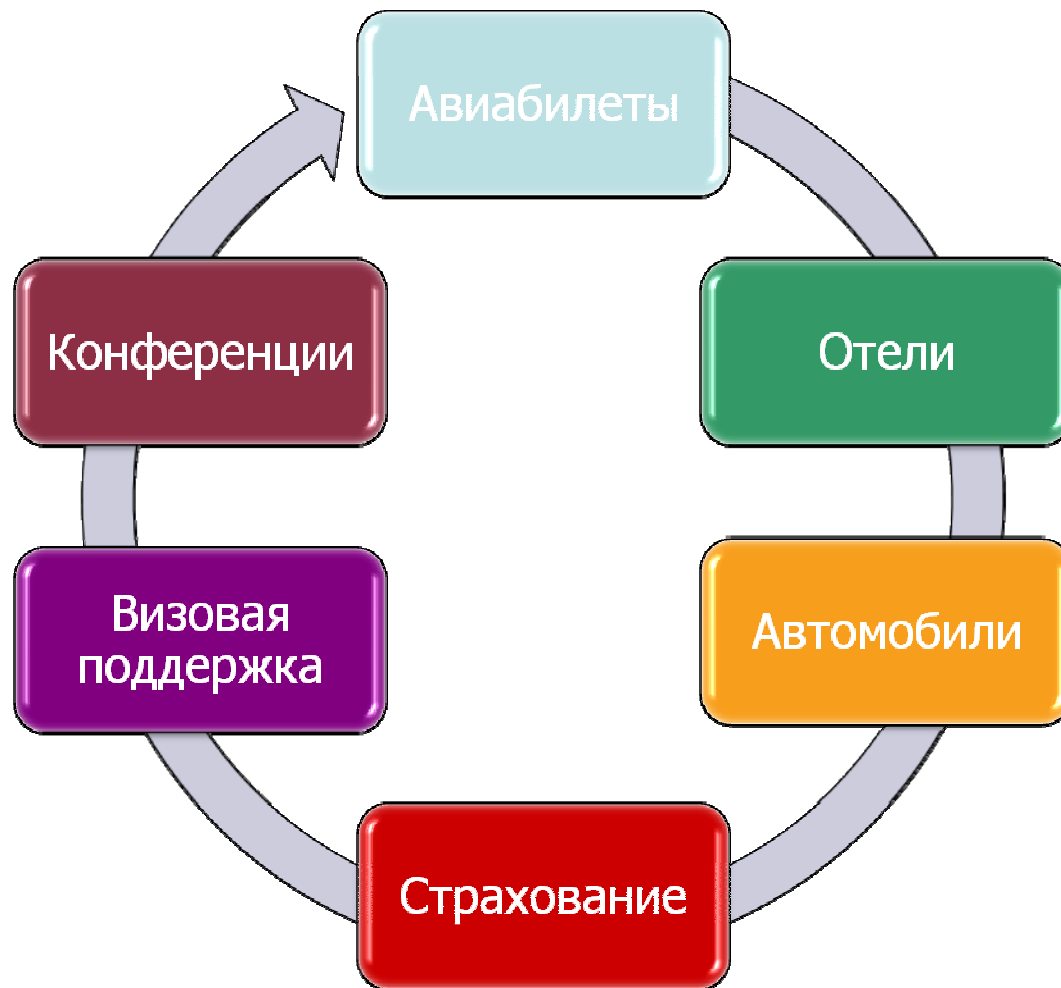 Авиабилеты
Отели
Автомобили
Страхование
Визовая
поддержка
Конференции